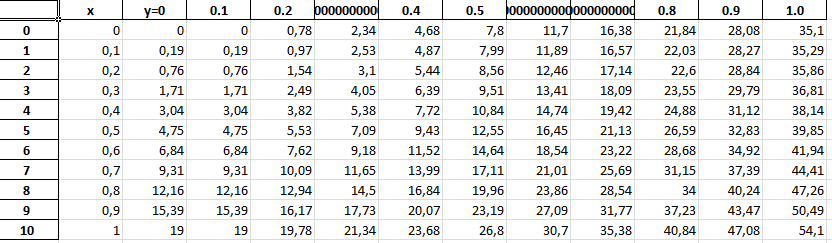 x y=0 0.1 0.2 000000000 0.4 0.5 000000000 000000000 0.8 0.9 1.0
0 0 0 0 0,78 2,34 4,68 7,8 11,7 16,38 21,84 28,08 35,1
1 0,1 0,19 0,19 0,97 2,53 4,87 7,99 11,89 16,57 22,03 28,27 35,29
2 0,2 0,76 0,76 1,54 3,1 5,44 8,56 12,46 17,14 22,6 28,84 35,86
3 0,3 1,71 1,71 2,49 4,05 6,39 9,51 13,41 18,09 23,55 29,79 36,81
4 0,4 3,04 3,04 3,82 5,38 7,72 10,84 14,74 19,42 24,88 31,12 38,14
5 0,5 4,75 4,75 5,53 7,09 9,43 12,55 16,45 21,13 26,59 32,83 39,85
6 0,6 6,84 6,84 7,62 9,18 11,52 14,64 18,54 23,22 28,68 34,92 41,94
7 0,7 9,31 9,31 10,09 11,65 13,99 17,11 21,01 25,69 31,15 37,39 44,41
8 0,8 12,16 12,16 12,94 14,5 16,84 19,96 23,86 28,54 34 40,24 47,26
9 0,9 15,39 15,39 16,17 17,73 20,07 23,19 27,09 31,77 37,23 43,47 50,49
10 1 19 19 19,78 21,34 23,68 26,8 30,7 35,38 40,84 47,08 54,1